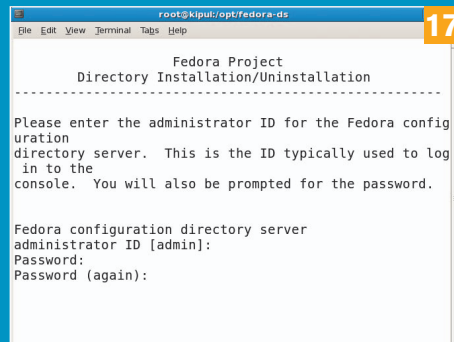 root@kipui:/opt/fedora-ds
17
File Edit View Terminal Tabs Help
Fedora Project
Directory Installation/Uninstallation
------------------------------------------------------
Please enter the administrator ID for the Fedora config
uration
directory server.  This is the ID typically used to log
 in to the
console.  You will also be prompted for the password.
Fedora configuration directory server
administrator ID [admin]:
Password:
Password (again):